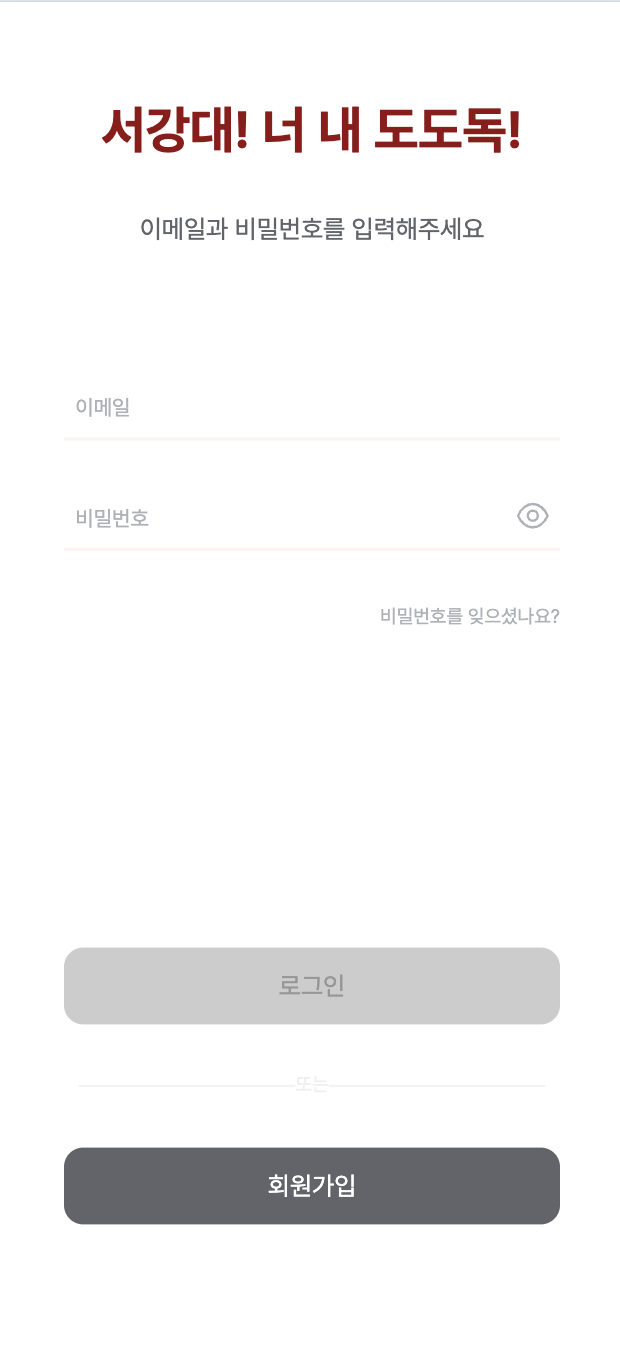 서강대! 너 내 도도독!
이메일과 비밀번호를 입력해주세요
이메일
비밀번호
비밀번호를 잊으셨나요?
로그인
또는
회원가입